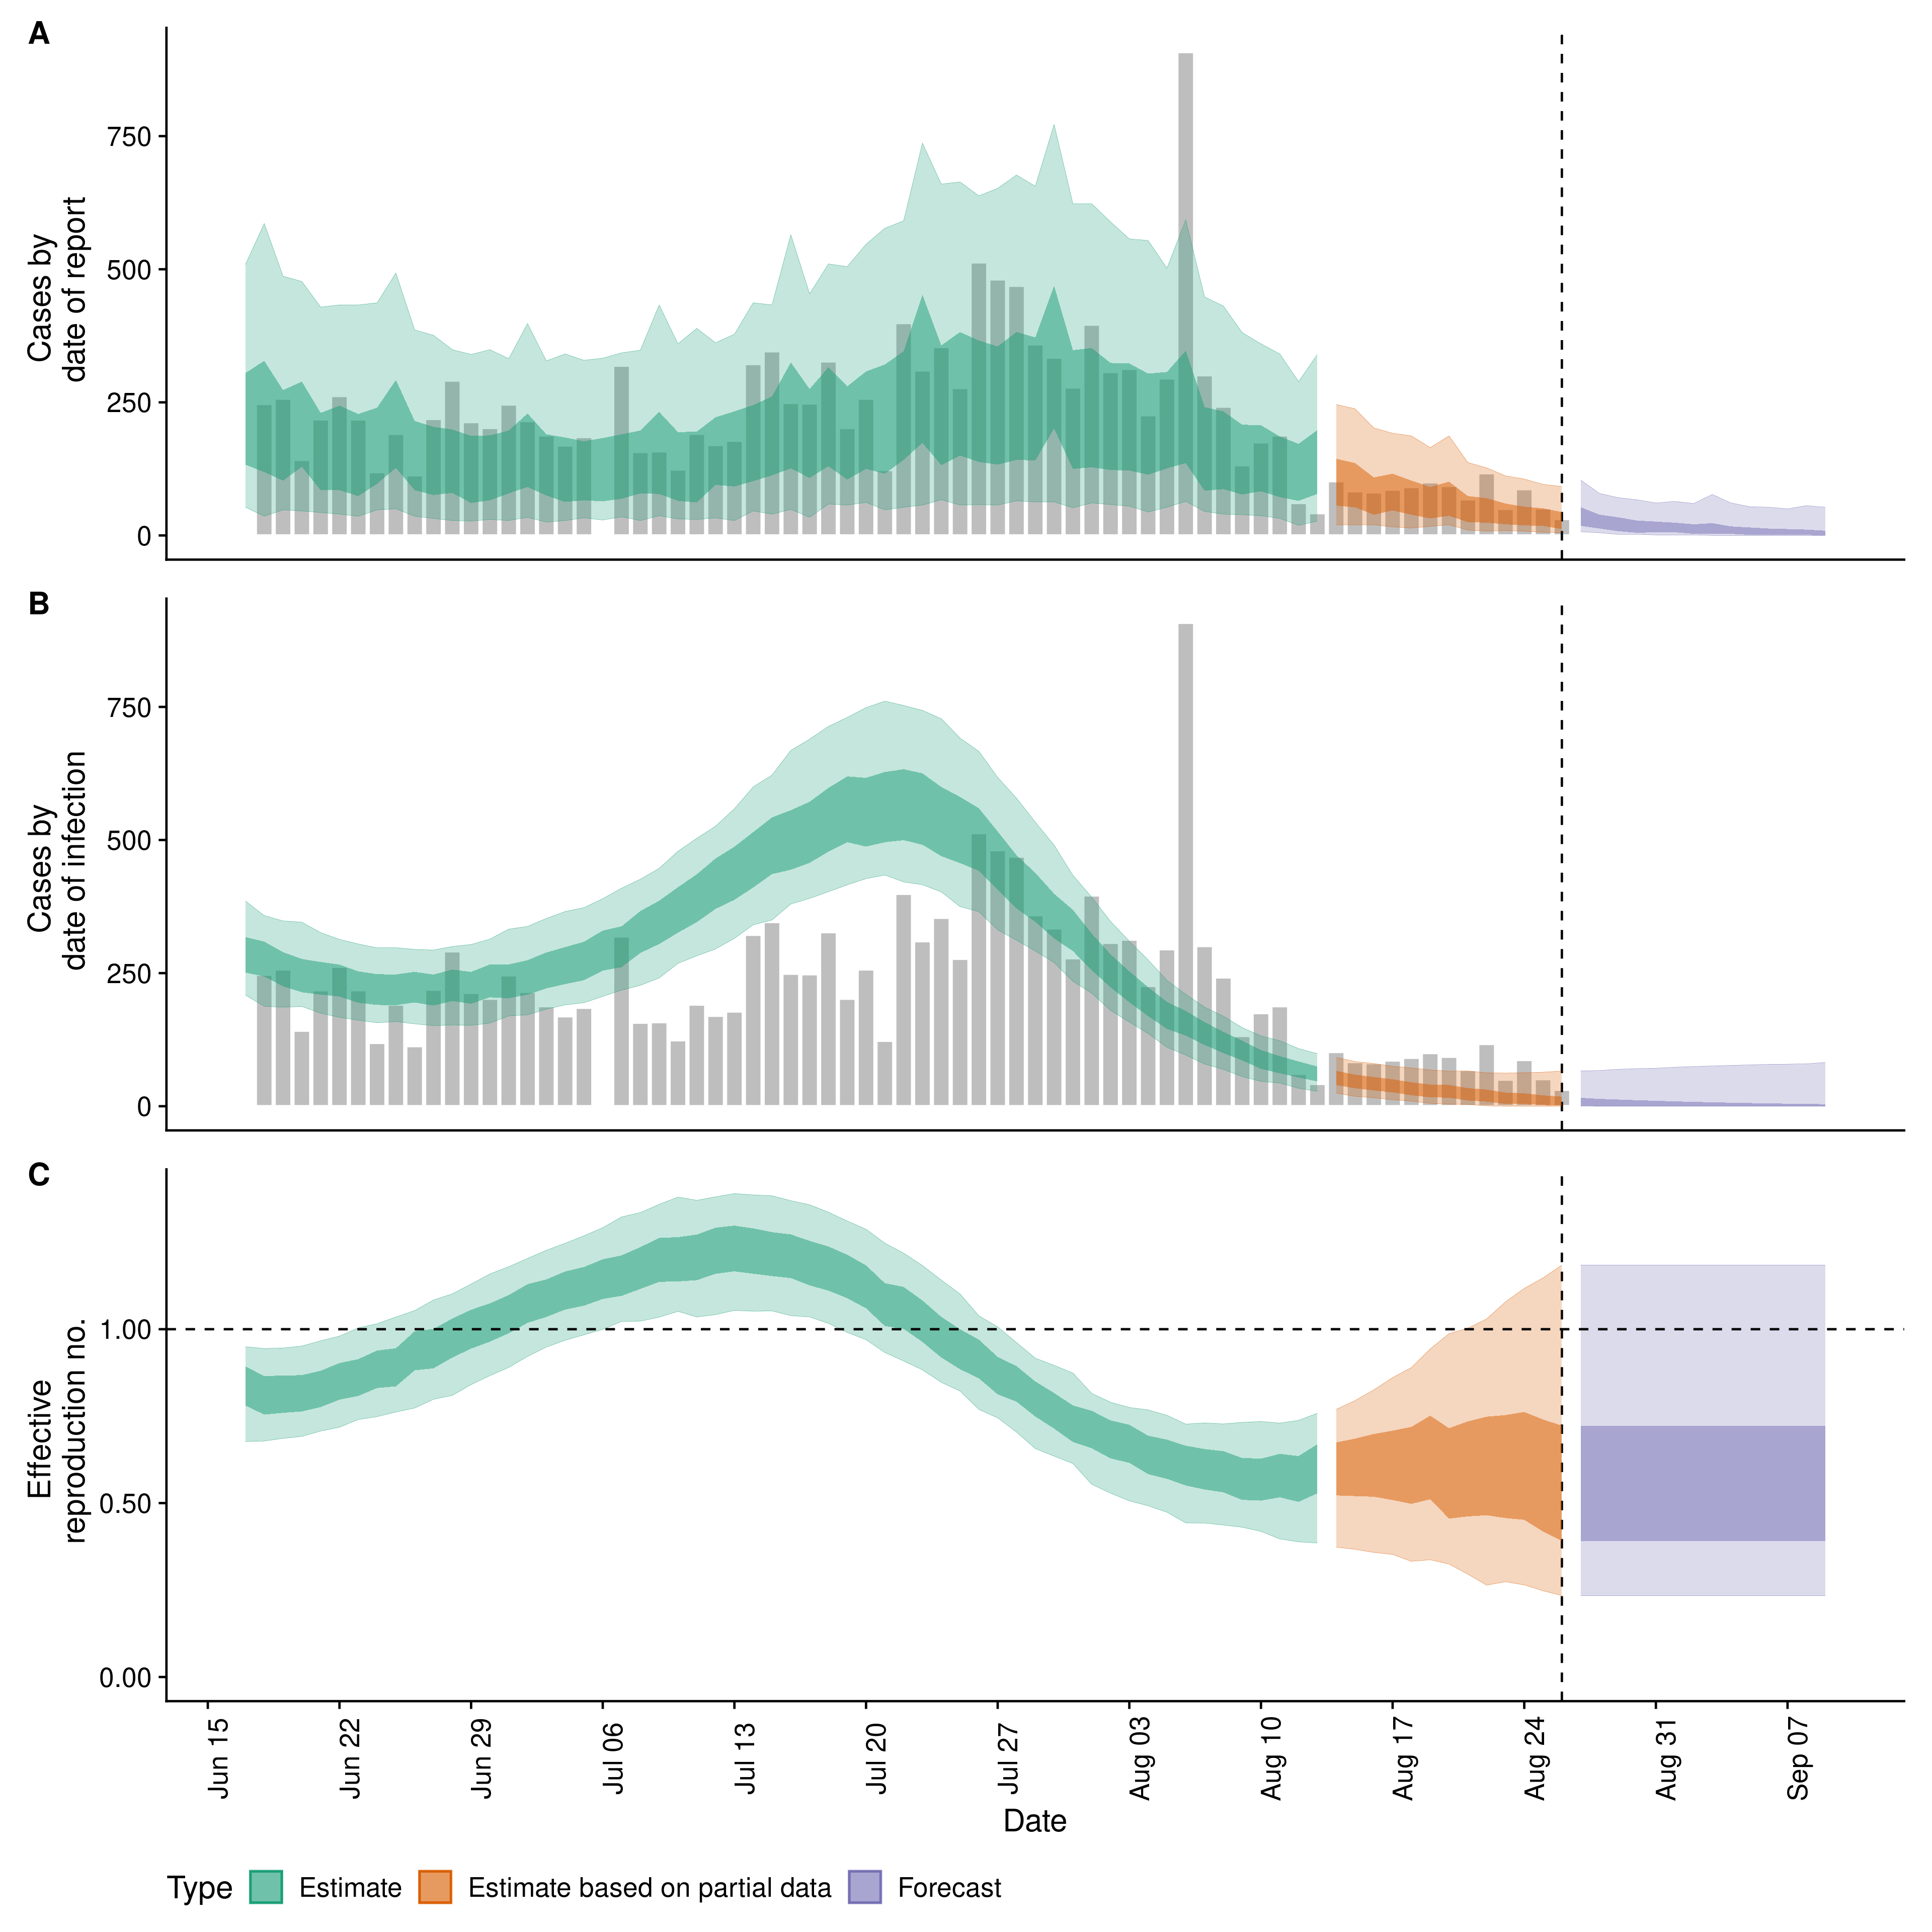 A
Cases by
date of report
750
500
250
0
B
Cases by
date of infection
750
500
250
0
C
Effective
reproduction no.
1.00
0.50
0.00
Jun 15
Jun 22
Jun 29
Jul 06
Jul 13
Jul 20
Jul 27
Aug 03
Aug 10
Aug 17
Aug 24
Aug 31
Sep 07
Date
Type Estimate Estimate based on partial data Forecast